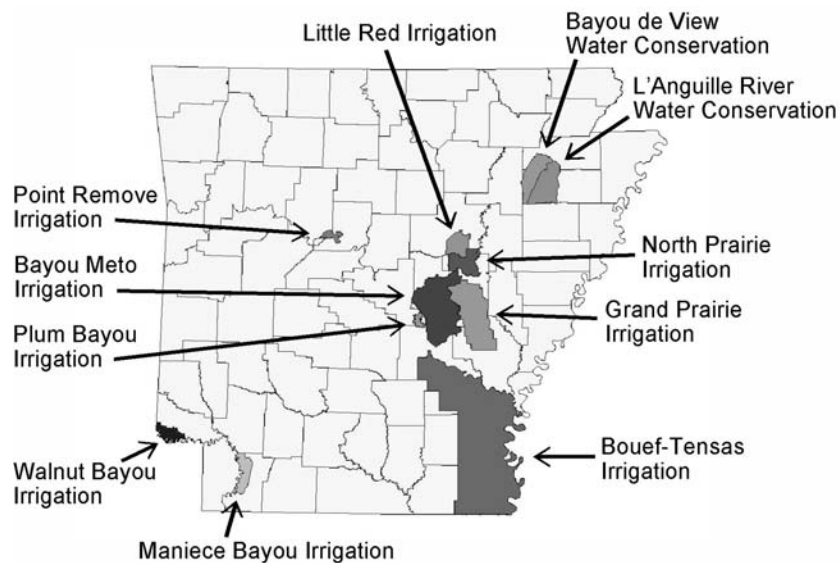 Little Red Irrigation
Bayou de View
Water Conservation
L'Anguille River
Water Conservation
Point Remove
Irrigation
Bayou Meto
Irrigation
Plum Bayou
Irrigation
North Prairie
Irrigation
Grand Prairie
Irrigation
Walnut Bayou
Irrigation
Bouef-Tensas
Irrigation
Maniece Bayou Irrigation